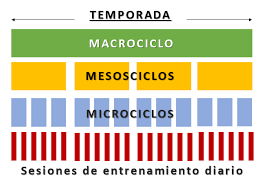 TEMPORADA
MACROCICLO
MESOSCICLOS
MICROCICLOS
Sesiones de entrenamiento diario